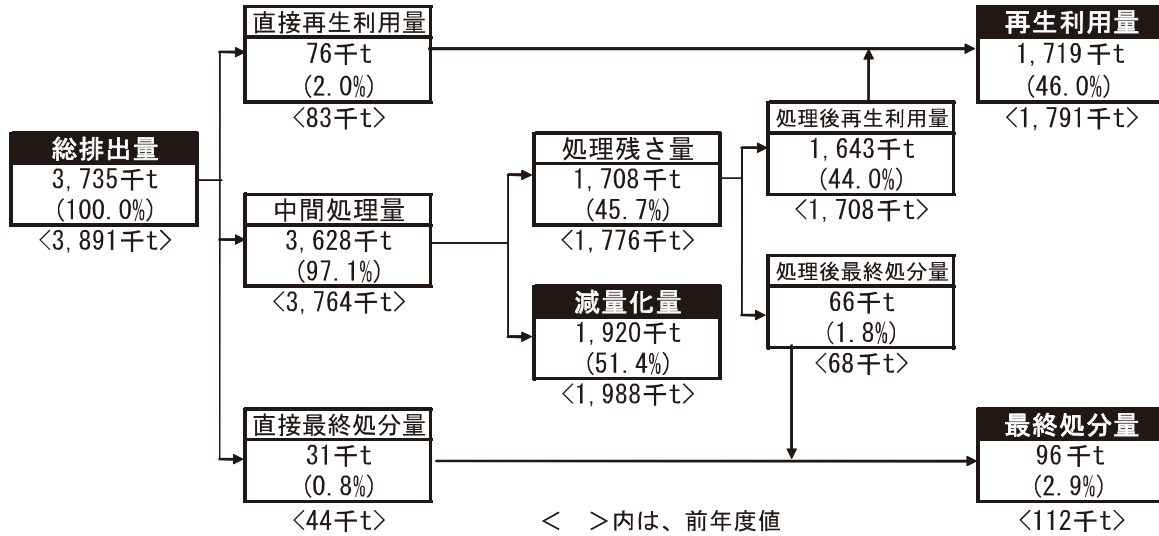 総排出量
3,735千t
(100.0%)
<3,891千t>
直接再生利用量
76千t
(2.0%)
<83千t>
中間処理量
3,628千t
(97.1%)
<3,764千t>
直接最終処分量
31千t
(0.8%)
<44千t>
処理残さ量
1,708千t
(45.7%)
<1,776千t>
減量化量
1,920千t
(51.4%)
<1,988千t>
処理後再生利用量
1,643千t
(44.0%)
<1,708千t>
処理後最終処分量
66千t
(1.8%)
<68千t>
再生利用量
1,719千t
(46.0%)
<1,791千t>
最終処分量
96千t
(2.9%)
<112千t>
<　>内は、前年度値